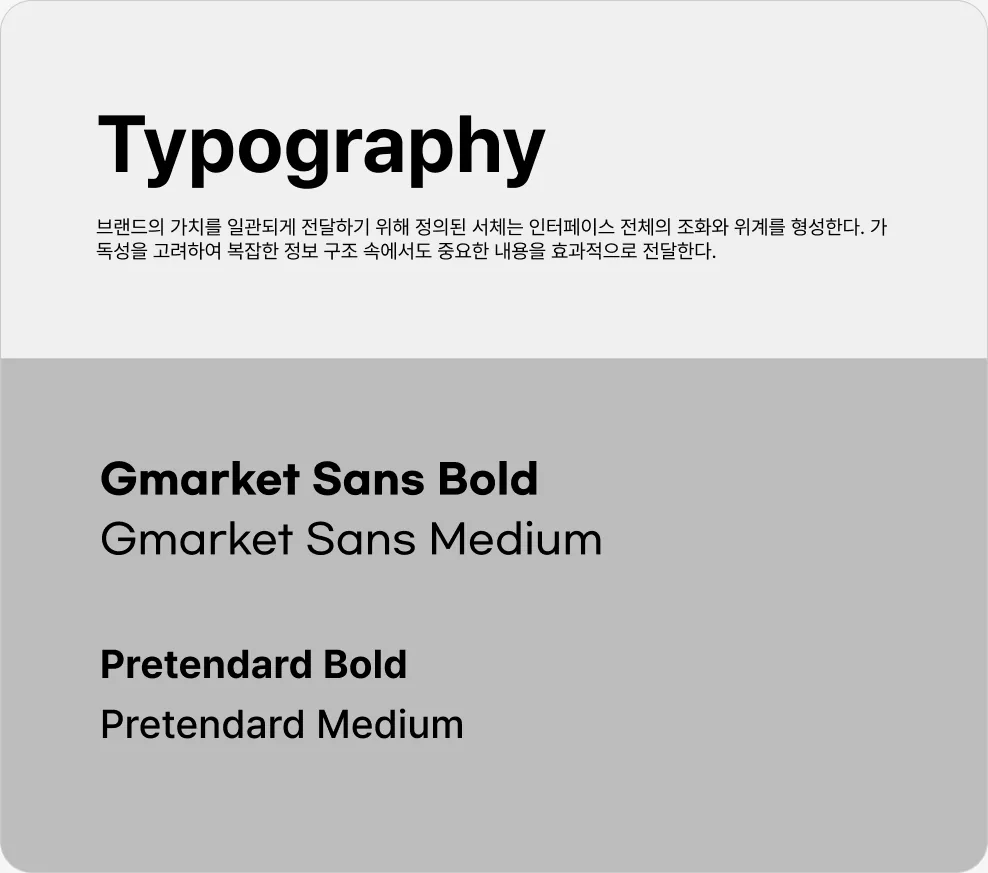 Typography
브랜드의 가치를 일관되게 전달하기 위해 정의된 서체는 인터페이스 전체의 조화와 위계를 형성한다. 가
독성을 고려하여 복잡한 정보 구조 속에서도 중요한 내용을 효과적으로 전달한다.
Gmarket Sans Bold
Gmarket Sans Medium
Pretendard Bold
Pretendard Medium